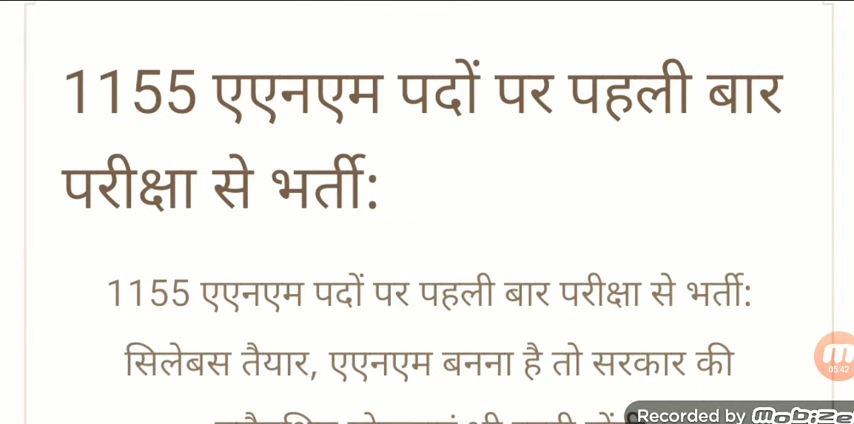 1155 एएनएम पदों पर पहली बार
परीक्षा से भर्ती:
1155 एएनएम पदों पर पहली बार परीक्षा से भर्ती:
सिलेबस तैयार, एएनएम बनना है तो सरकार की
05:42
Recorded by Mobize